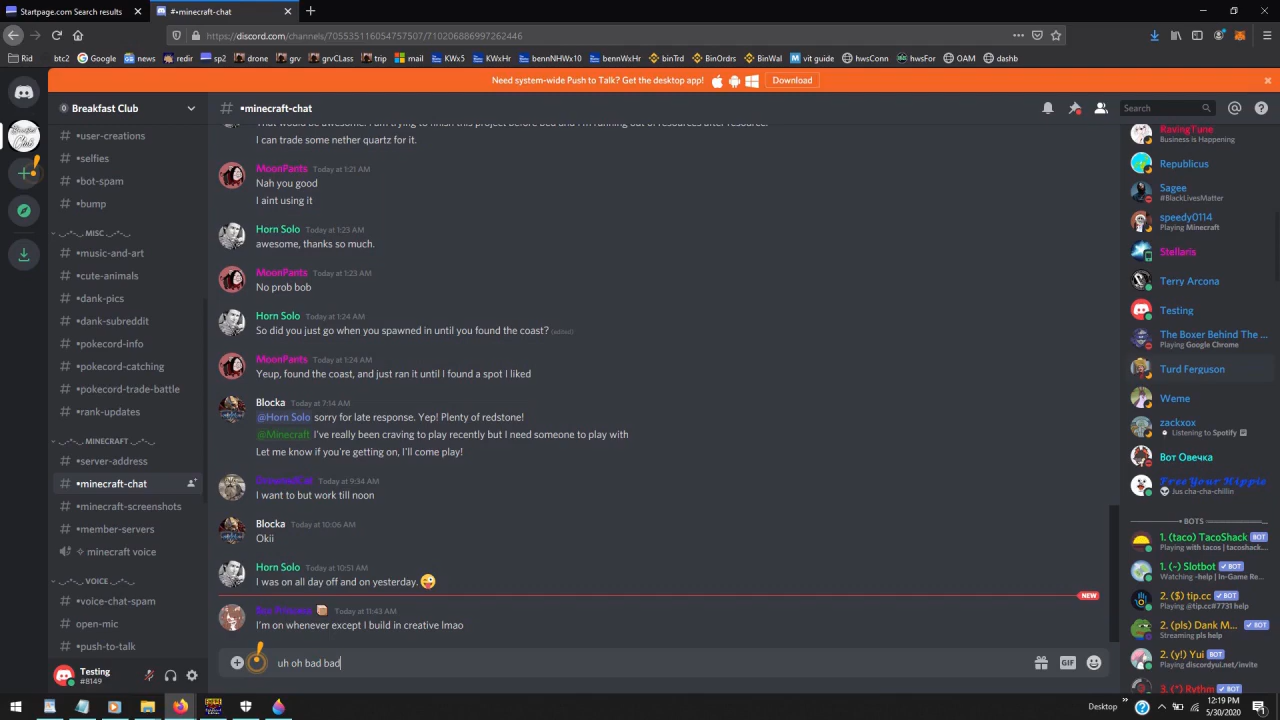 Startpage.com Search results
#•minecraft-chat
https://discord.com/channels/705535116054757507/710206886997262446
Rid
btc2
Google
news
redir
sp2
drone
grv
grvCLass
trip
mail
KWx5
KWxHr
bennNHWx10
bennWxHr
binTrd
BinOrdrs
BinWal
vit guide
hwsConn
hwsFor
OAM
dashb
Need system-wide Push to Talk? Get the desktop app!
Download
Breakfast Club
•user-creations
•selfies
•bot-spam
•bump
._.-•-._ MISC ._.-•-._
•music-and-art
•cute-animals
•dank-pics
•dank-subreddit
•pokecord-info
•pokecord-catching
•pokecord-trade-battle
•rank-updates
._.-•-._ MINECRAFT ._.-•-._
•server-address
•minecraft-chat
•minecraft-screenshots
•member-servers
✧ minecraft voice
._.-•-._ VOICE ._.-•-._
•voice-chat-spam
open-mic
•push-to-talk
Testing
#8149
•minecraft-chat
Search
That would be awesome. I am trying to finish this project before bed and I'm running out of resources after resource.
I can trade some nether quartz for it.
MoonPants Today at 1:21 AM
Nah you good
I aint using it
Horn Solo Today at 1:23 AM
awesome, thanks so much.
MoonPants Today at 1:23 AM
No prob bob
Horn Solo Today at 1:24 AM
So did you just go when you spawned in until you found the coast? (edited)
MoonPants Today at 1:24 AM
Yeup, found the coast, and just ran it until I found a spot I liked
Blocka Today at 7:14 AM
@Horn Solo sorry for late response. Yep! Plenty of redstone!
@Minecraft I've really been craving to play recently but I need someone to play with
Let me know if you're getting on, I'll come play!
Today at 9:34 AM
I want to but work till noon
Blocka Today at 10:06 AM
Okii
Horn Solo Today at 10:51 AM
I was on all day off and on yesterday. 😜
NEW
Today at 11:43 AM
I'm on whenever except I build in creative lmao
uh oh bad bad
GIF
RavingTune
Business is Happening
Republicus
Sagee
#BlackLivesMatter
speedy0114
Playing Minecraft
Stellaris
Terry Arcona
Testing
The Boxer Behind The ...
Playing Google Chrome
Turd Ferguson
Weme
zackxox
Listening to Spotify
Вот Овечка
Free Your Hippie
Jus cha-cha-chillin
BOTS
1. (taco) TacoShack BOT
Playing with tacos | tacoshack...
1. (~) Slotbot BOT
Watching ~help | In-Game Re...
2. ($) tip.cc BOT
Playing @tip.cc#7731 help
2. (pls) Dank M... BOT
Streaming pls help
2. (y!) Yui BOT
Playing discordyui.net/invite
3. (*) Rythm BOT
Desktop
12:19 PM
5/30/2020